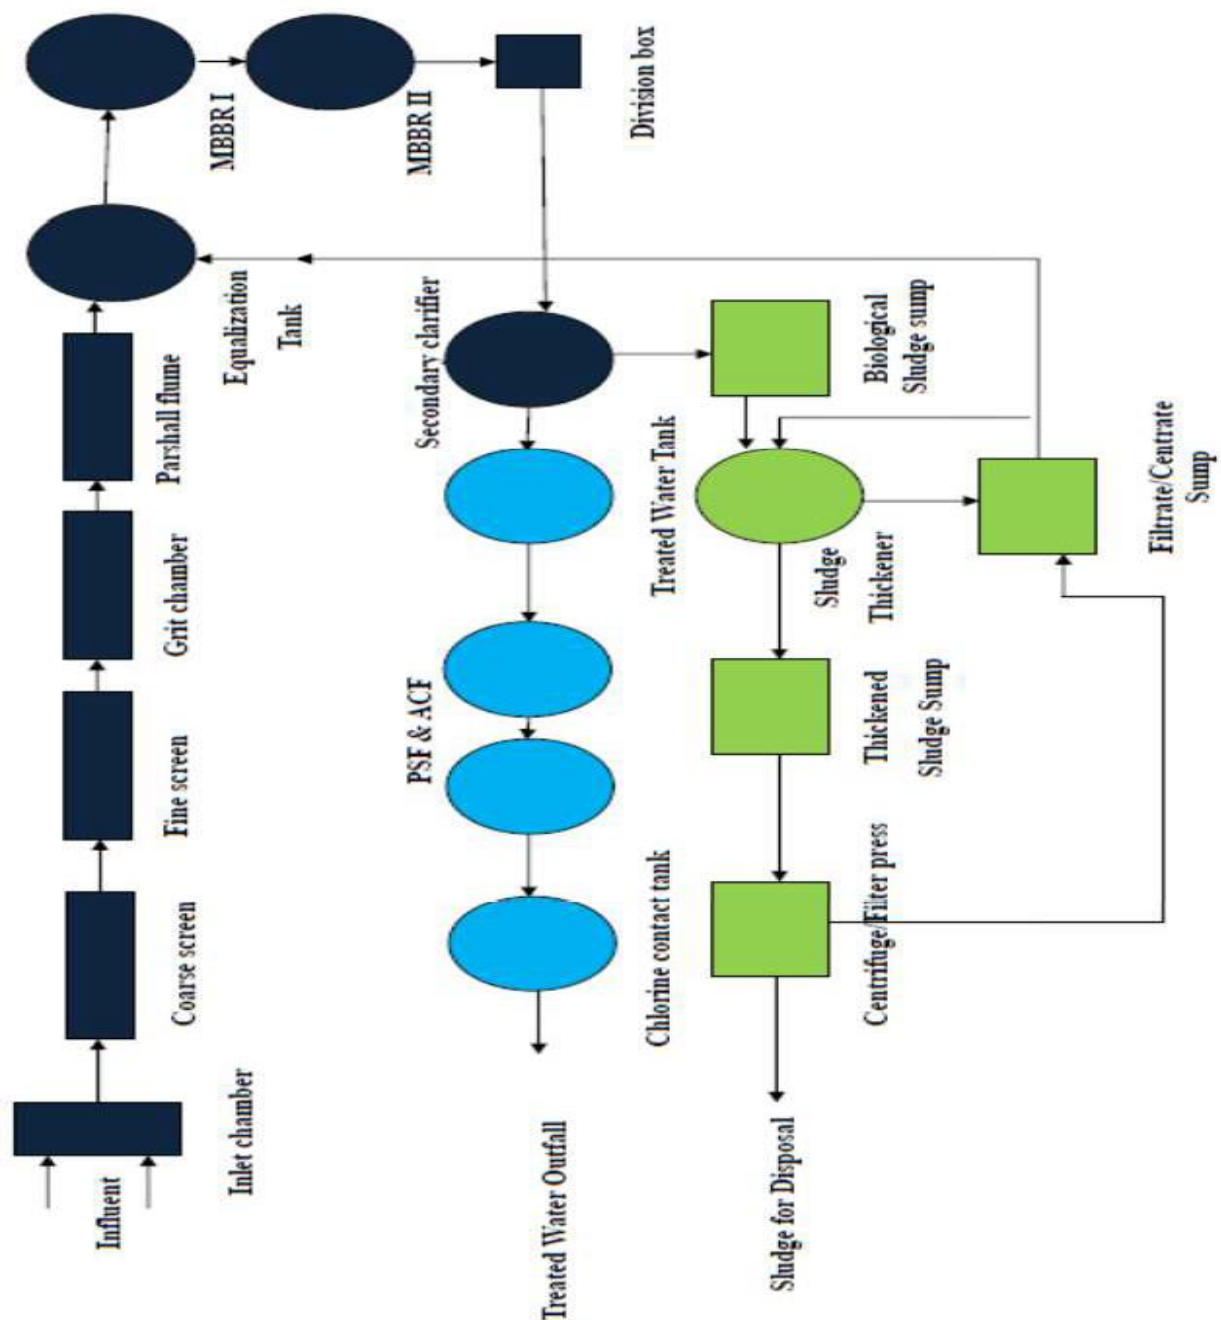 Influent
Inlet chamber
Coarse screen
Fine screen
Grit chamber
Parshall flume
Equalization
Tank
MBBR I
MBBR II
Division box
Secondary clarifier
Treated Water Tank
PSF & ACF
Chlorine contact tank
Treated Water Outfall
Biological
Sludge sump
Sludge
Thickener
Thickened
Sludge Sump
Centrifuge/Filter press
Sludge for Disposal
Filtrate/Centrate
Sump